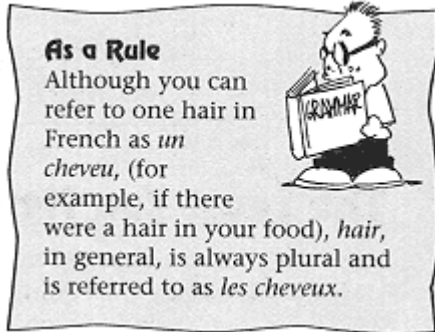 As a Rule
Although you can
refer to one hair in
French as un
cheveu, (for
example, if there
were a hair in your food), hair,
in general, is always plural and
is referred to as les cheveux.
GRAMMAR